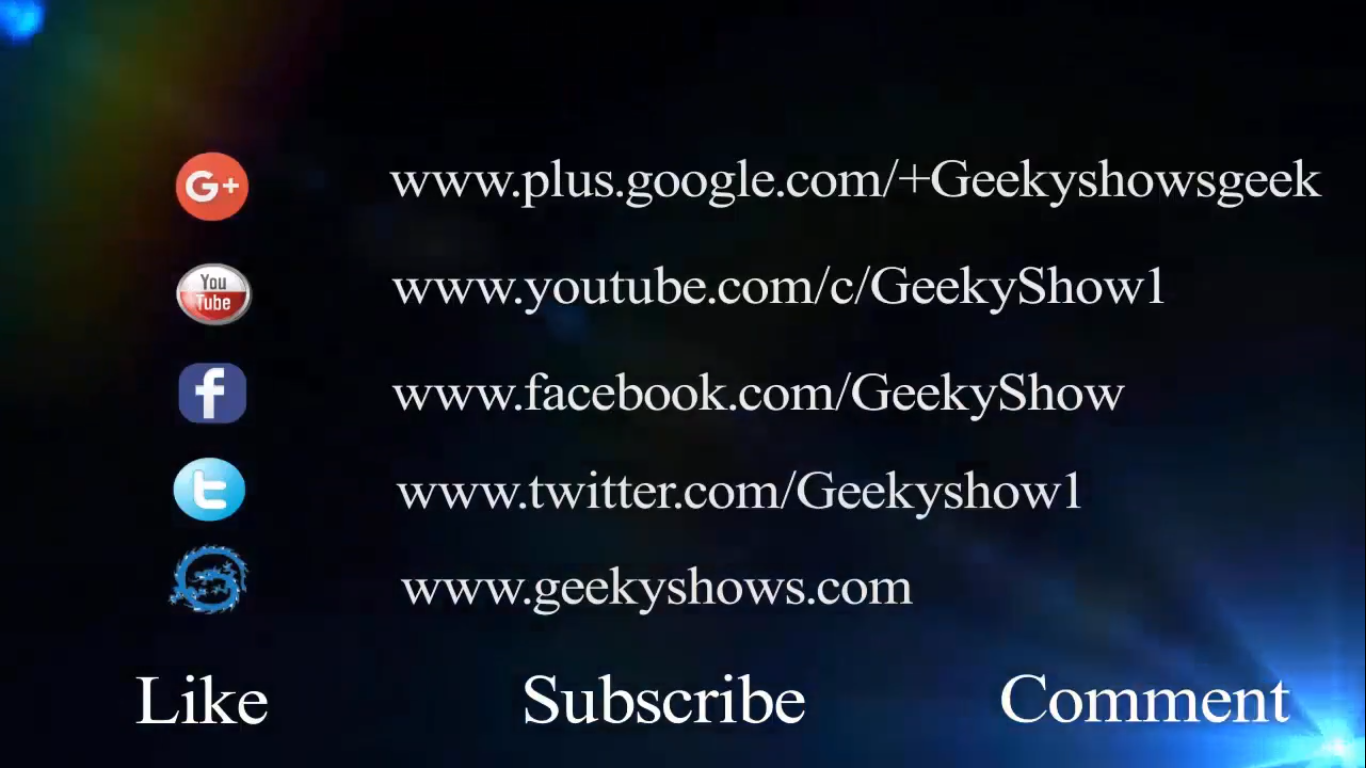 G+ www.plus.google.com/+Geekyshowsgeek
You
Tube www.youtube.com/c/GeekyShow1
f www.facebook.com/GeekyShow
t www.twitter.com/Geekyshow1
www.geekyshows.com
Like Subscribe Comment